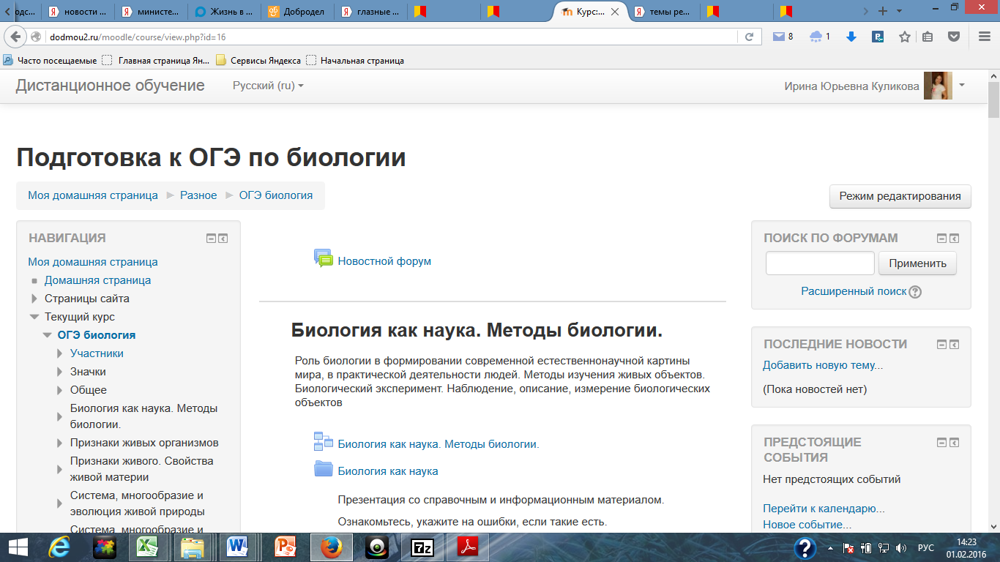 одс...
новости ...
министе...
Жизнь в ...
Добродел
глазные ...
Курс:...
темы ре...
dodmou2.ru/moodle/course/view.php?id=16
8
1
Часто посещаемые
Главная страница Ян...
Сервисы Яндекса
Начальная страница
Дистанционное обучение
Русский (ru)
Ирина Юрьевна Куликова
Подготовка к ОГЭ по биологии
Моя домашняя страница
Разное
ОГЭ биология
Режим редактирования
НАВИГАЦИЯ
Моя домашняя страница
Домашняя страница
Страницы сайта
Текущий курс
ОГЭ биология
Участники
Значки
Общее
Биология как наука. Методы
биологии.
Признаки живых организмов
Признаки живого. Свойства
живой материи
Система, многообразие и
эволюция живой природы
Система, многообразие и
Новостной форум
Биология как наука. Методы биологии.
Роль биологии в формировании современной естественнонаучной картины
мира, в практической деятельности людей. Методы изучения живых объектов.
Биологический эксперимент. Наблюдение, описание, измерение биологических
объектов
Биология как наука. Методы биологии.
Биология как наука
Презентация со справочным и информационным материалом.
Ознакомьтесь, укажите на ошибки, если такие есть.
ПОИСК ПО ФОРУМАМ
Применить
Расширенный поиск
ПОСЛЕДНИЕ НОВОСТИ
Добавить новую тему...
(Пока новостей нет)
ПРЕДСТОЯЩИЕ
СОБЫТИЯ
Нет предстоящих событий
Перейти к календарю...
Новое событие...
РУС
14:23
01.02.2016